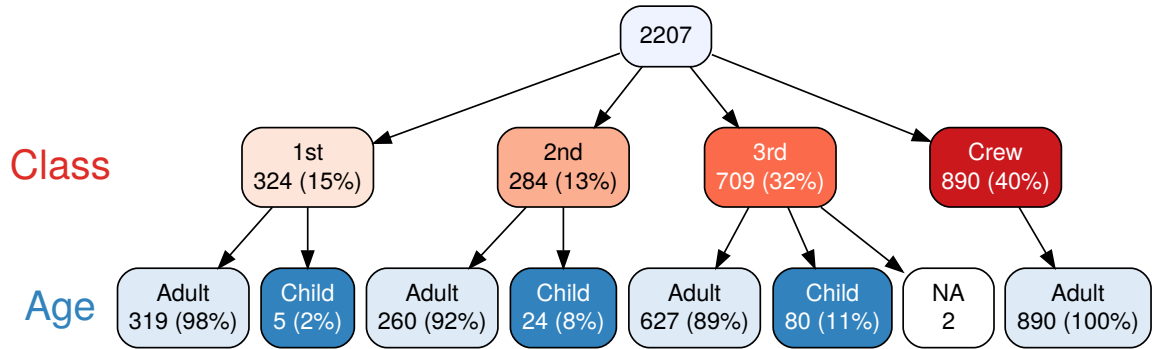 2207
Class
1st
324 (15%)
2nd
284 (13%)
3rd
709 (32%)
Crew
890 (40%)
Age
Adult
319 (98%)
Child
5 (2%)
Adult
260 (92%)
Child
24 (8%)
Adult
627 (89%)
Child
80 (11%)
NA
2
Adult
890 (100%)